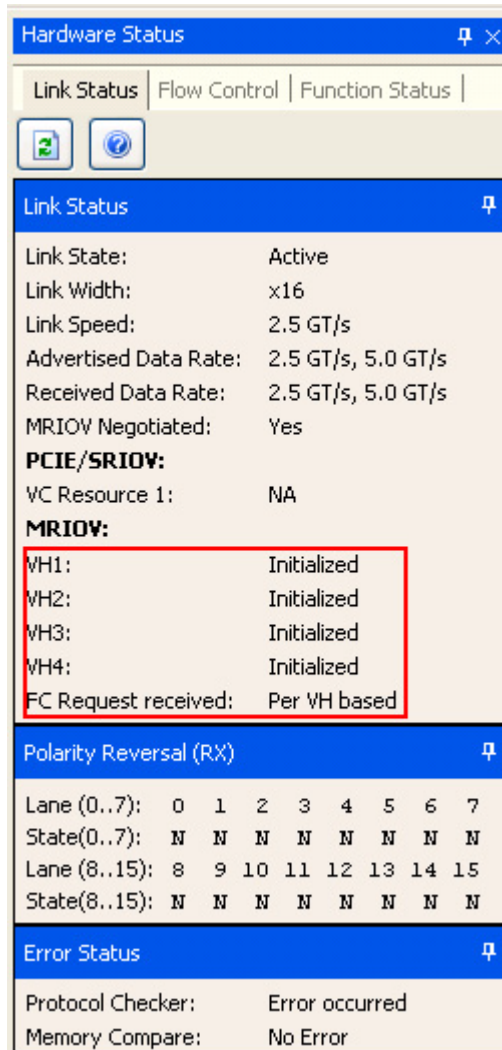 Hardware Status
Link Status Flow Control Function Status
Link Status
Link State: Active
Link Width: x16
Link Speed: 2.5 GT/s
Advertised Data Rate: 2.5 GT/s, 5.0 GT/s
Received Data Rate: 2.5 GT/s, 5.0 GT/s
MRIOV Negotiated: Yes
PCIE/SRIOV:
VC Resource 1: NA
MRIOV:
VH1: Initialized
VH2: Initialized
VH3: Initialized
VH4: Initialized
FC Request received: Per VH based
Polarity Reversal (RX)
Lane (0..7): 0 1 2 3 4 5 6 7
State(0..7): N N N N N N N N
Lane (8..15): 8 9 10 11 12 13 14 15
State(8..15): N N N N N N N N
Error Status
Protocol Checker: Error occurred
Memory Compare: No Error